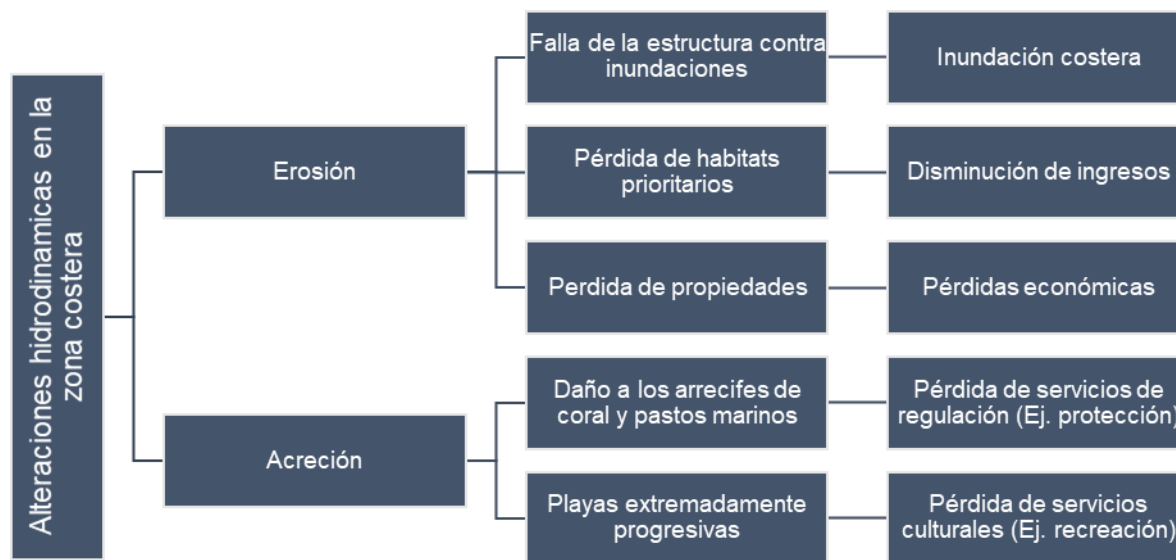 Alteraciones hidrodinamicas en la
zona costera
Erosión
Falla de la estructura contra
inundaciones
Inundación costera
Pérdida de habitats
prioritarios
Disminución de ingresos
Perdida de propiedades
Pérdidas económicas
Acreción
Daño a los arrecifes de
coral y pastos marinos
Pérdida de servicios de
regulación (Ej. protección)
Playas extremadamente
progresivas
Pérdida de servicios
culturales (Ej. recreación)